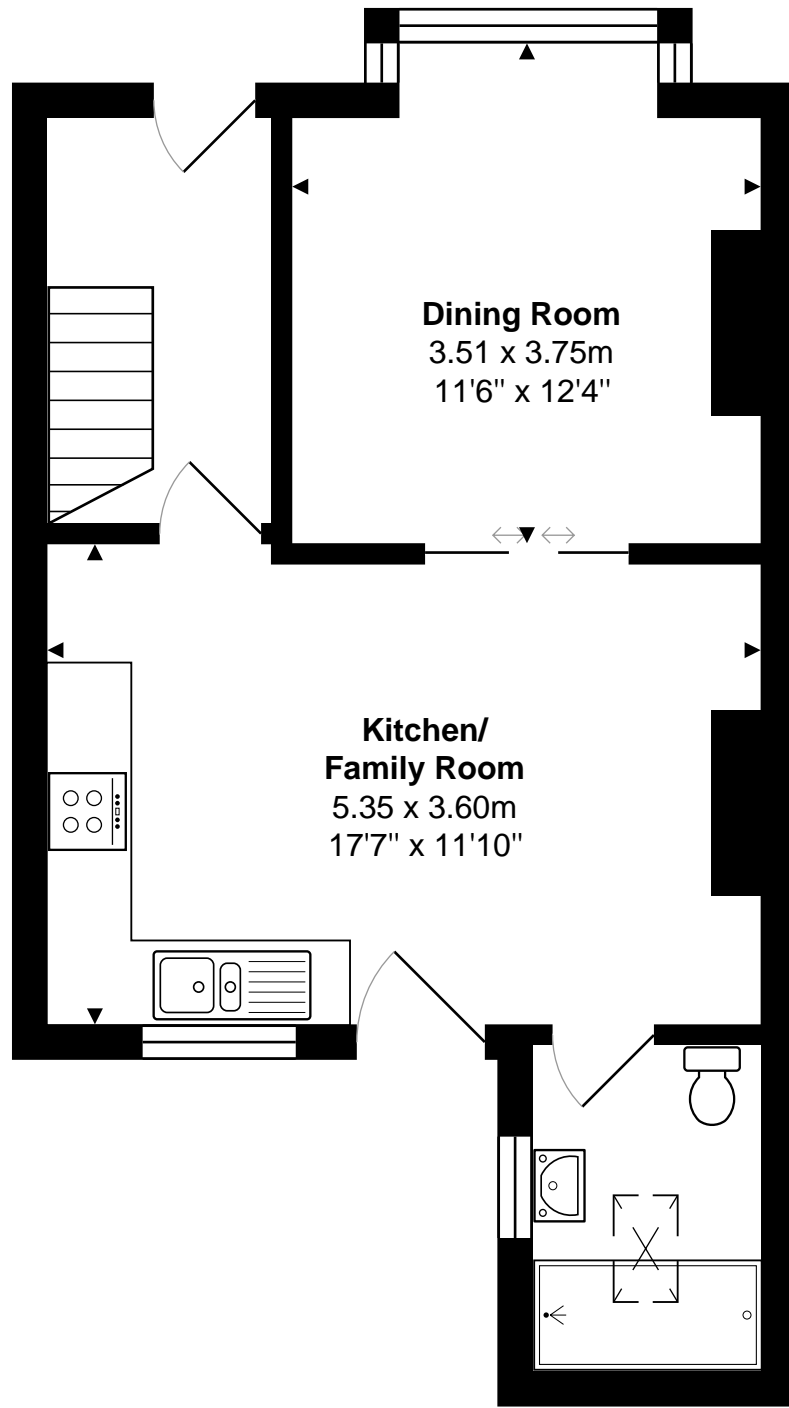 Dining Room
3.51 x 3.75m
11'6" x 12'4"
Kitchen/
Family Room
5.35 x 3.60m
17'7" x 11'10"